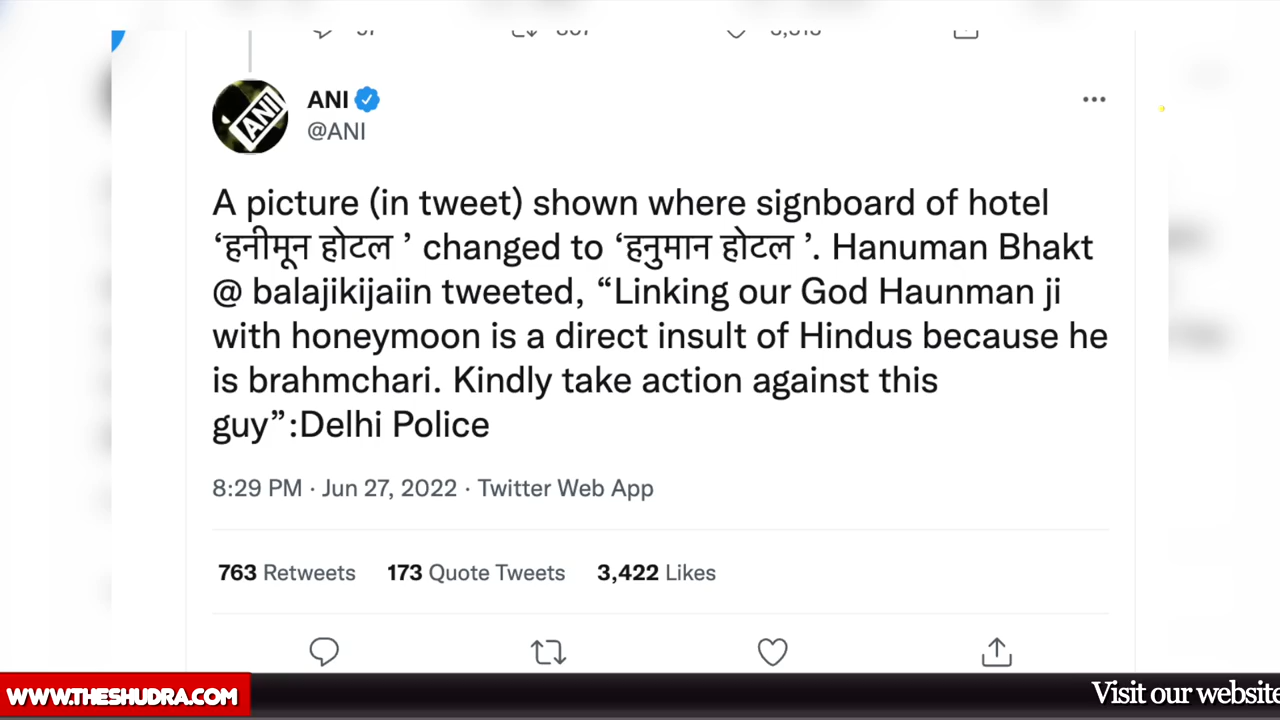 ANI
@ANI
A picture (in tweet) shown where signboard of hotel
‘हनीमून होटल ’ changed to ‘हनुमान होटल ’. Hanuman Bhakt
@ balajikijaiin tweeted, “Linking our God Haunman ji
with honeymoon is a direct insult of Hindus because he
is brahmchari. Kindly take action against this
guy”:Delhi Police
8:29 PM · Jun 27, 2022 · Twitter Web App
763 Retweets 173 Quote Tweets 3,422 Likes
WWW.THESHUDRA.COM Visit our website